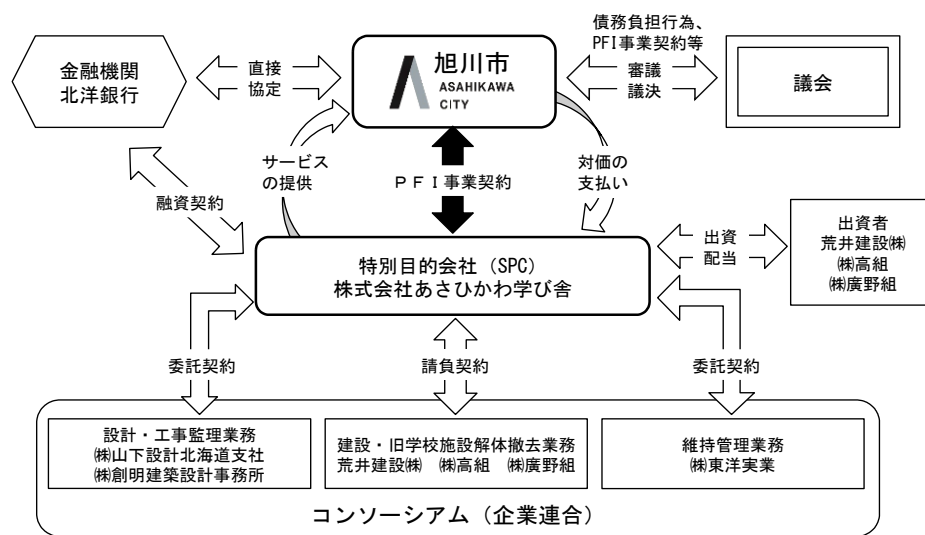 債務負担行為、
PFI事業契約等
金融機関
北洋銀行
直接
協定
旭川市
ASAHIKAWA
CITY
審議
議決
議会
サービス
の提供
ＰＦＩ事業契約
対価の
支払い
融資契約
出資
配当
出資者
荒井建設㈱
㈱高組
㈱廣野組
特別目的会社（SPC）
株式会社あさひかわ学び舎
委託契約
請負契約
委託契約
設計・工事監理業務
㈱山下設計北海道支社
㈱創明建築設計事務所
建設・旧学校施設解体撤去業務
荒井建設㈱　㈱高組　㈱廣野組
維持管理業務
㈱東洋実業
コンソーシアム（企業連合）